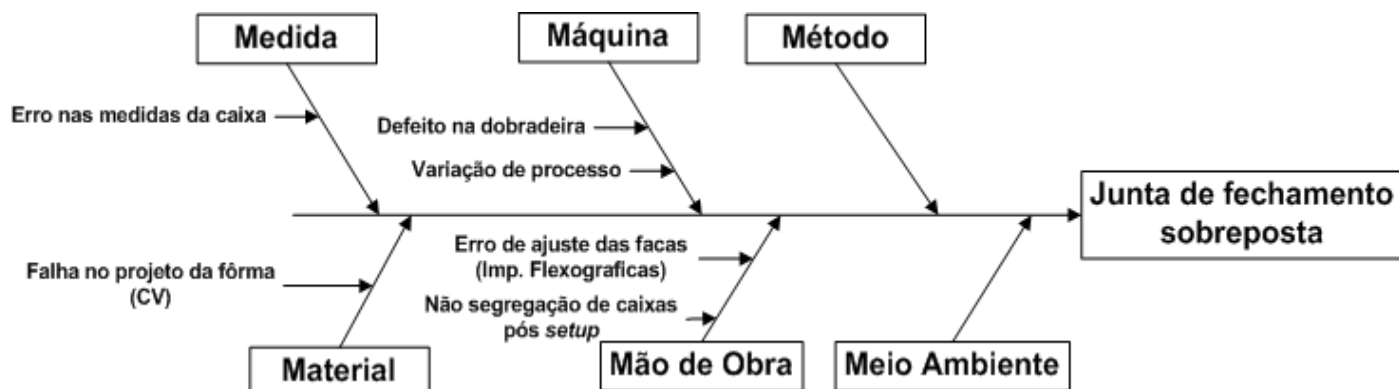 Medida
Máquina
Método
Erro nas medidas da caixa
Defeito na dobradeira
Variação de processo
Junta de fechamento
sobreposta
Erro de ajuste das facas
(Imp. Flexograficas)
Falha no projeto da fôrma
(CV)
Não segregação de caixas
pós setup
Material
Mão de Obra
Meio Ambiente